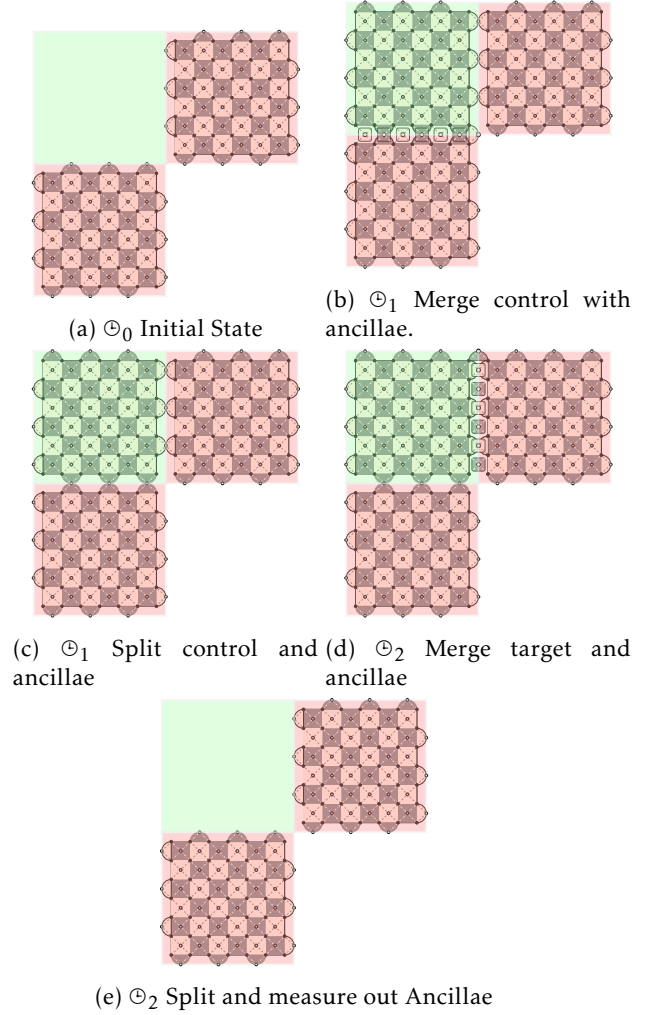 (a) 🕒₀ Initial State
(b) 🕒₁ Merge control with
ancillae.
(c) 🕒₁ Split control and
ancillae
(d) 🕒₂ Merge target and
ancillae
(e) 🕒₂ Split and measure out Ancillae